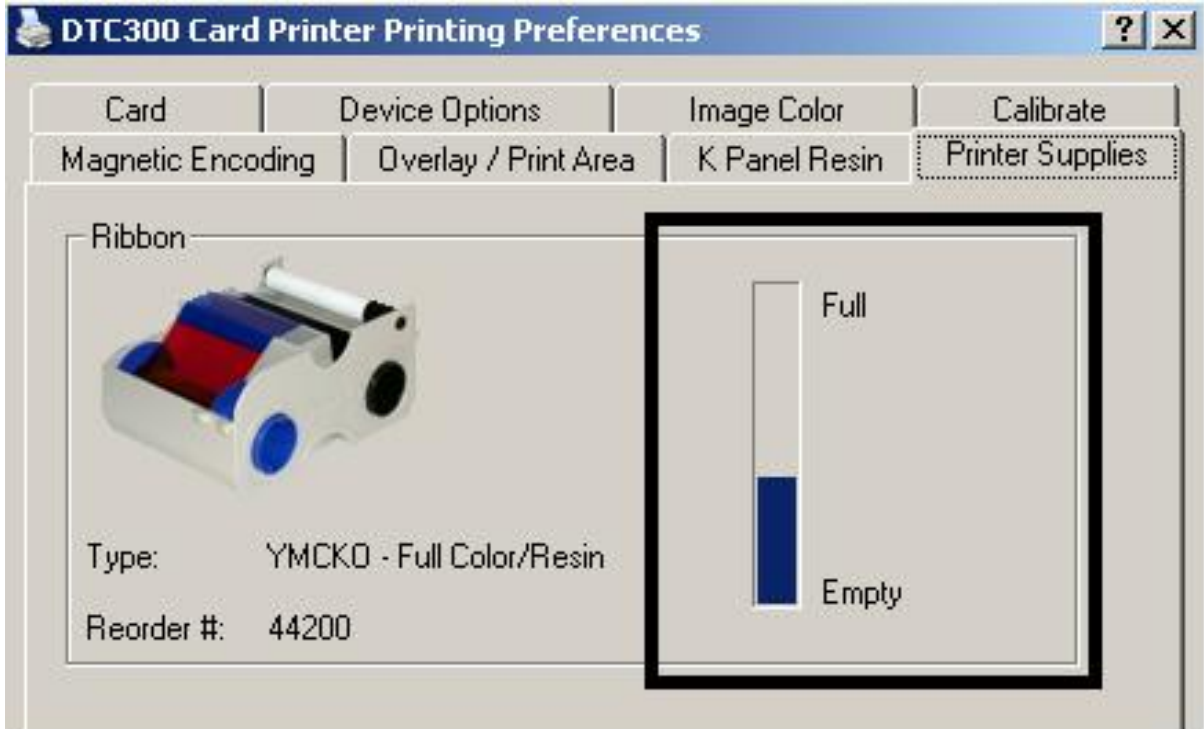 DTC300 Card Printer Printing Preferences
Card Device Options Image Color Calibrate
Magnetic Encoding Overlay / Print Area K Panel Resin Printer Supplies
Ribbon
Full
Type: YMCKO - Full Color/Resin
Empty
Reorder #: 44200